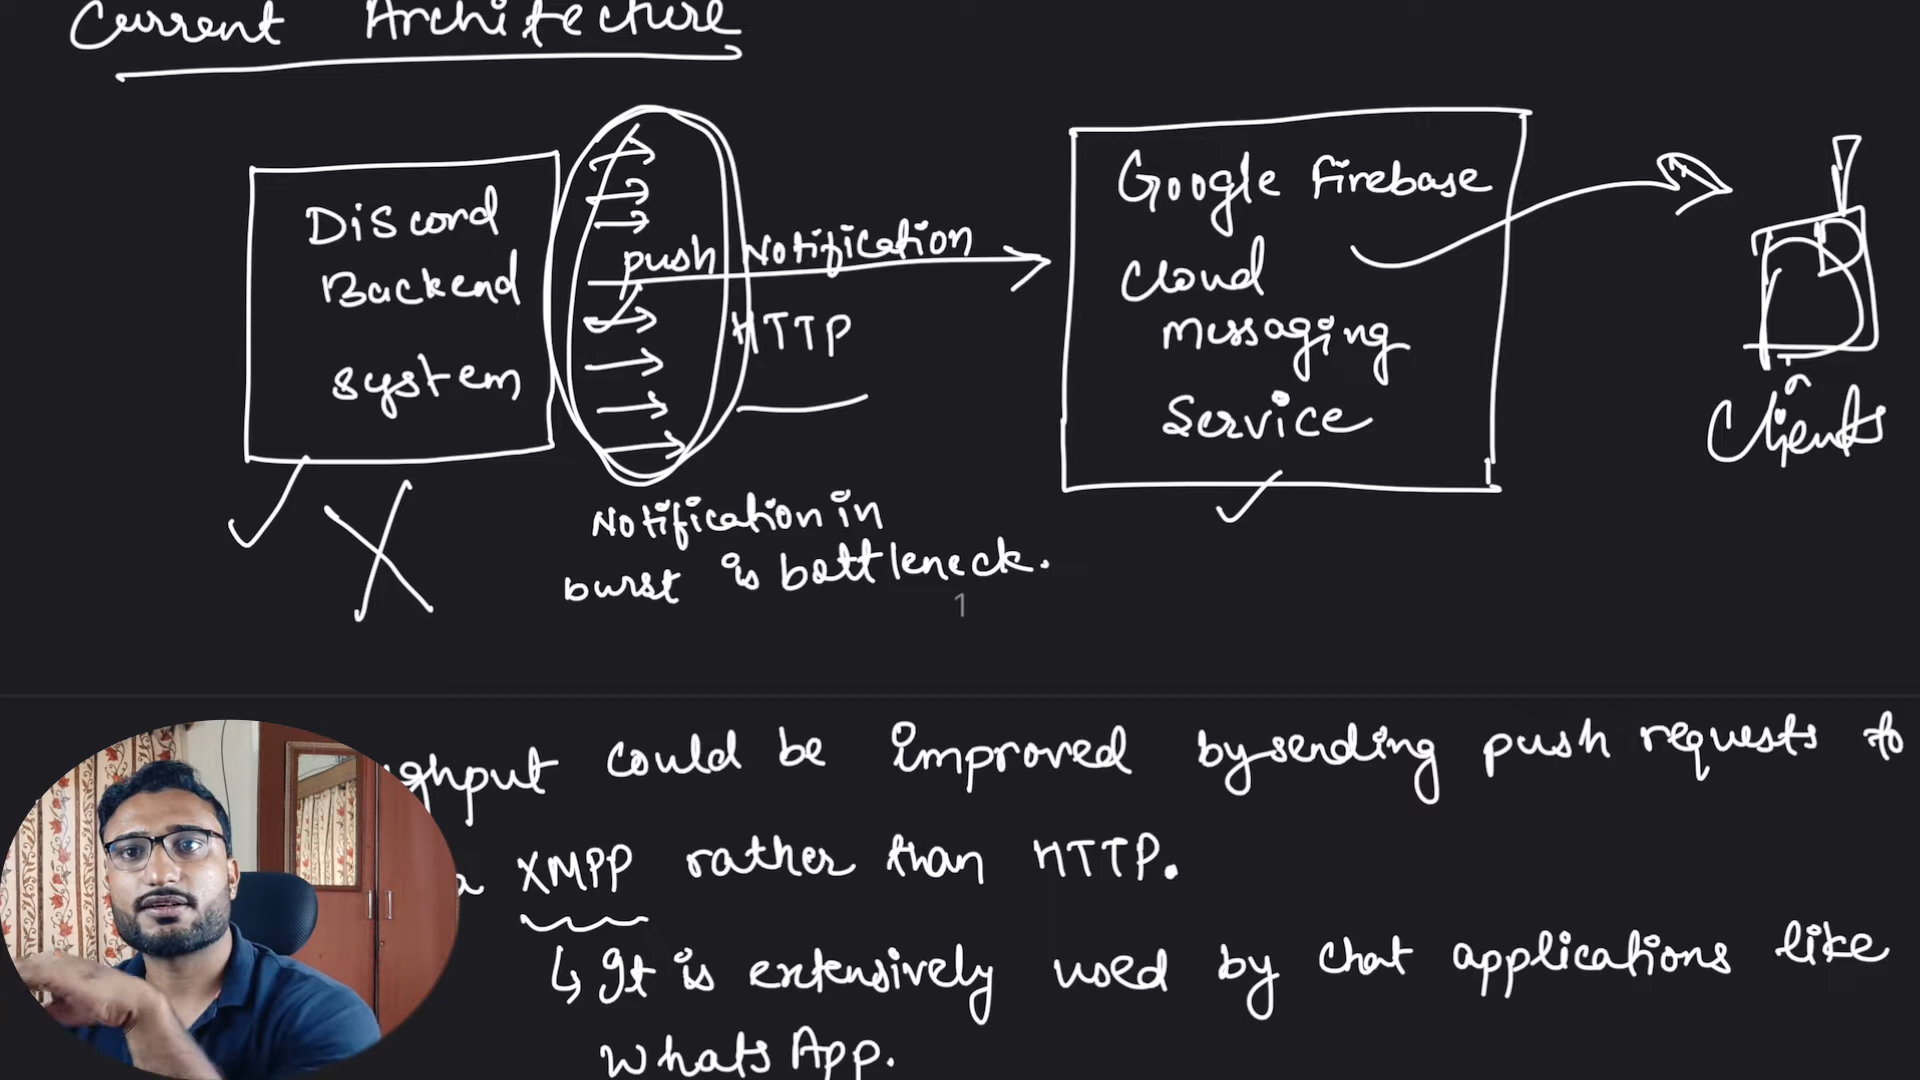 Current Architecture
Discord
Backend
system
push Notification
HTTP
Google Firebase
Cloud
Messaging
Service
Clients
Notification in
burst is bottleneck.
1
ghput could be improved by sending push requests to
a XMPP rather than HTTP.
↳ It is extensively used by chat applications like
WhatsApp.